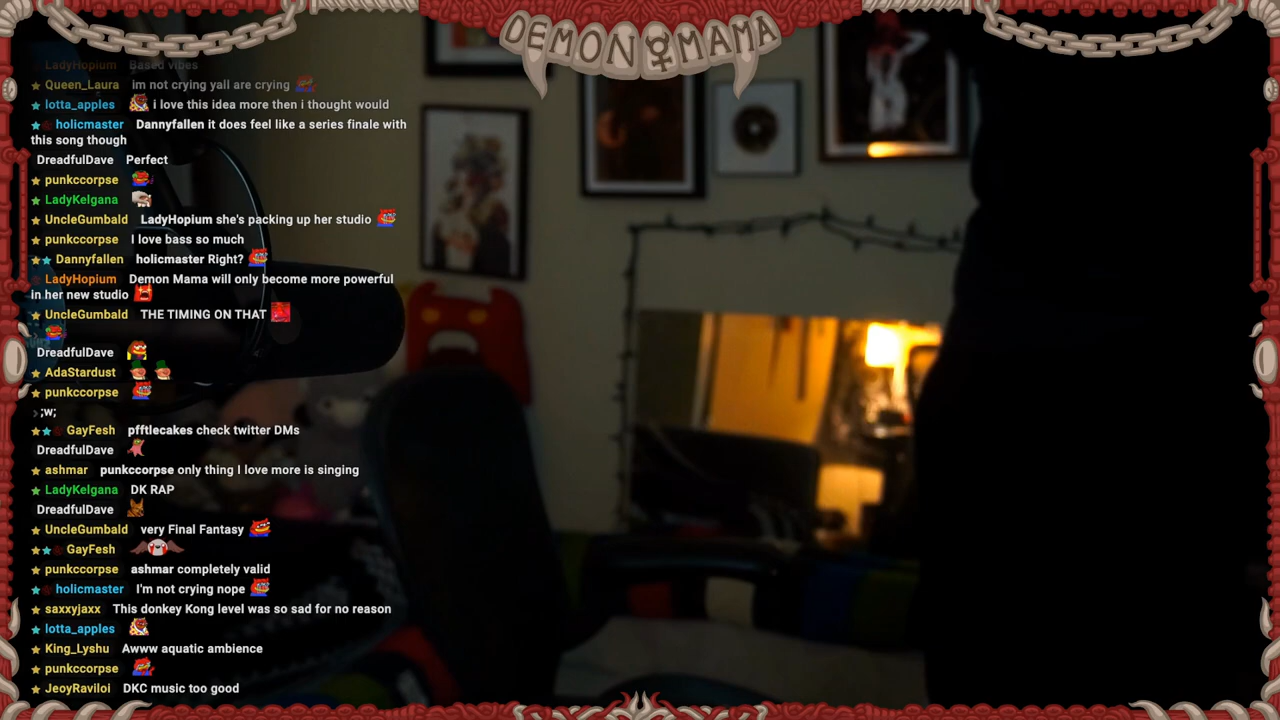 DEMON MAMA
LadyHopium Based vibes
Queen_Laura im not crying yall are crying
lotta_apples i love this idea more then i thought would
holicmaster Dannyfallen it does feel like a series finale with
this song though
DreadfulDave Perfect
punkccorpse
LadyKelgana
UncleGumbald LadyHopium she's packing up her studio
punkccorpse I love bass so much
Dannyfallen holicmaster Right?
LadyHopium Demon Mama will only become more powerful
in her new studio
UncleGumbald THE TIMING ON THAT
DreadfulDave
AdaStardust
punkccorpse
;w;
GayFesh pfftlecakes check twitter DMs
DreadfulDave
ashmar punkccorpse only thing I love more is singing
LadyKelgana DK RAP
DreadfulDave
UncleGumbald very Final Fantasy
GayFesh
punkccorpse ashmar completely valid
holicmaster I'm not crying nope
saxxyjaxx This donkey Kong level was so sad for no reason
lotta_apples
King_Lyshu Awww aquatic ambience
punkccorpse
JeoyRavioloI DKC music too good